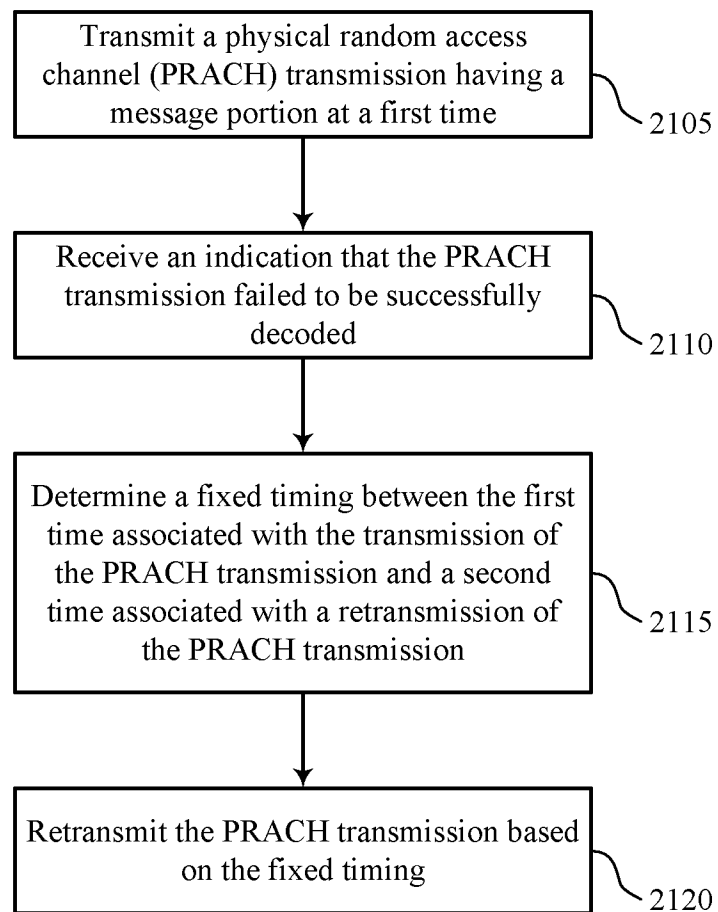 Transmit a physical random access
channel (PRACH) transmission having a
message portion at a first time
2105
Receive an indication that the PRACH
transmission failed to be successfully
decoded
2110
Determine a fixed timing between the first
time associated with the transmission of
the PRACH transmission and a second
time associated with a retransmission of
the PRACH transmission
2115
Retransmit the PRACH transmission based
on the fixed timing
2120